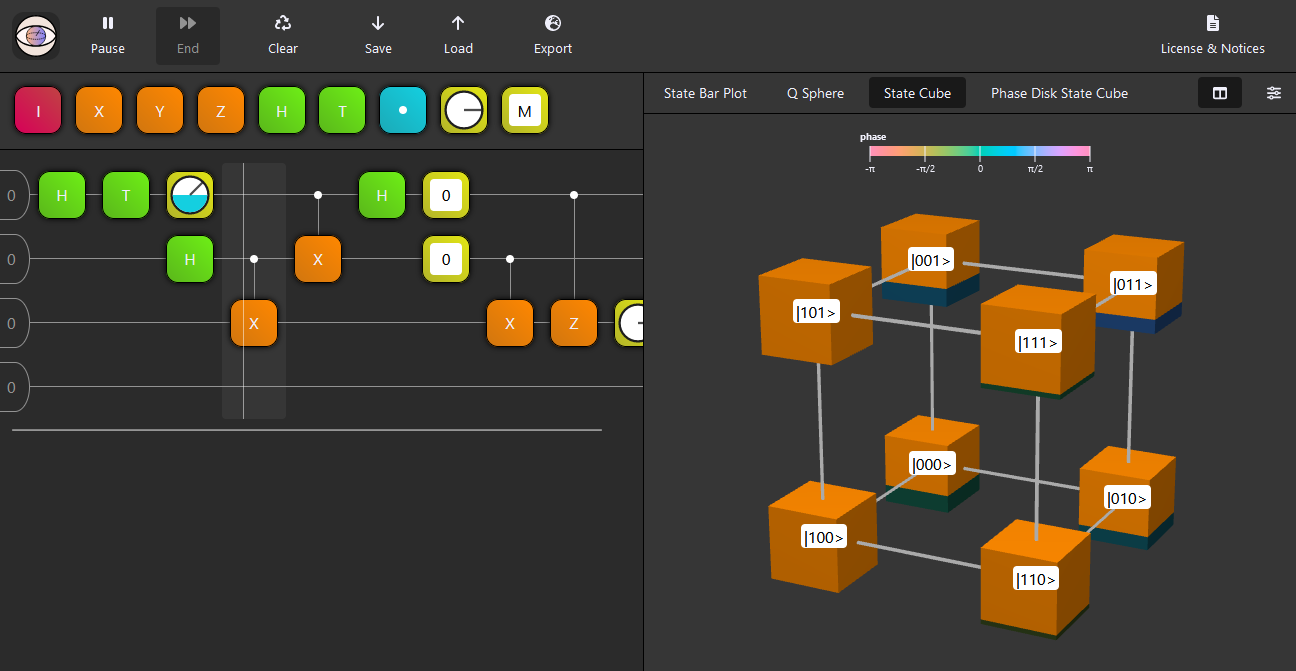 Pause End Clear Save Load Export License & Notices
I X Y Z H T M
State Bar Plot Q Sphere State Cube Phase Disk State Cube
phase
-π -π/2 0 π/2 π
0 H T H 0
0 H X 0
0 X X Z
0
|001>
|011>
|101>
|111>
|000>
|010>
|100>
|110>